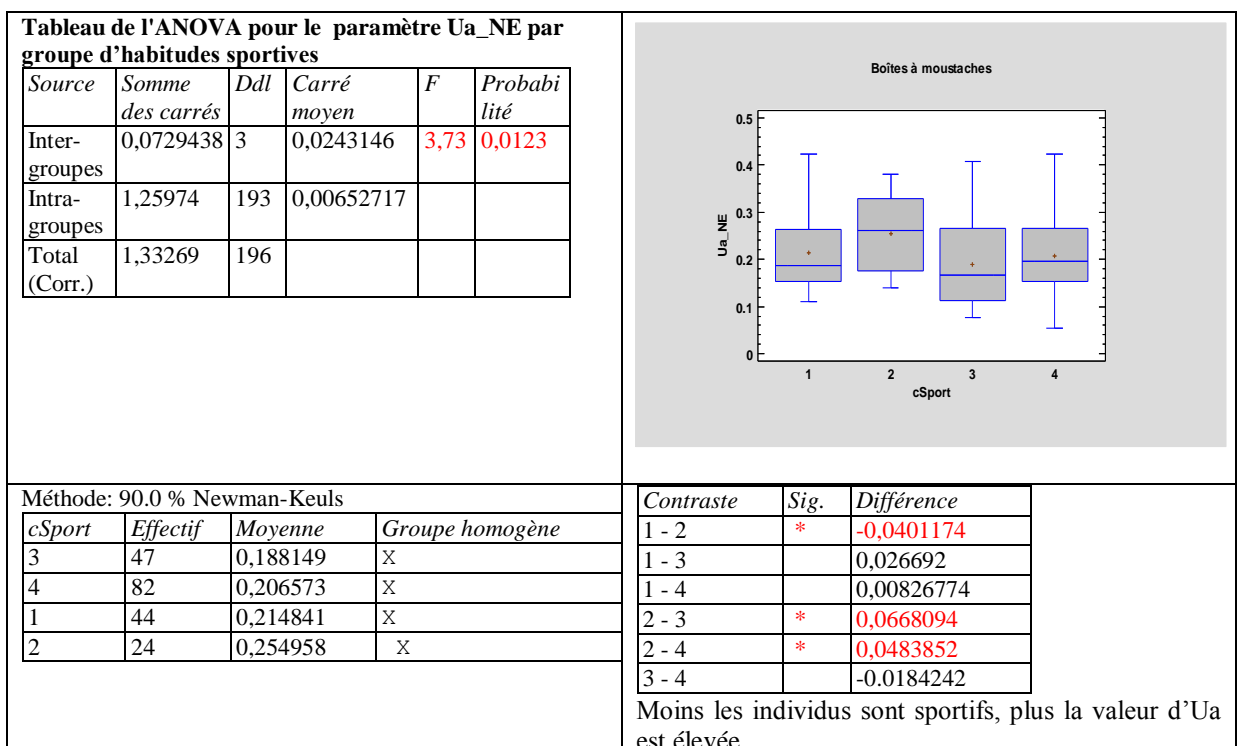 Tableau de l'ANOVA pour le paramètre Ua_NE par
groupe d'habitudes sportives
Source Somme des carrés Ddl Carré moyen F Probabi lité
Inter-groupes 0,0729438 3 0,0243146 3,73 0,0123
Intra-groupes 1,25974 193 0,00652717
Total (Corr.) 1,33269 196
Boîtes à moustaches
0.5
0.4
0.3
0.2
0.1
0
Ua_NE
1 2 3 4
cSport
Méthode: 90.0 % Newman-Keuls
cSport Effectif Moyenne Groupe homogène
3 47 0,188149 X
4 82 0,206573 X
1 44 0,214841 X
2 24 0,254958 X
Contraste Sig. Différence
1 - 2 * -0,0401174
1 - 3 0,026692
1 - 4 0,00826774
2 - 3 * 0,0668094
2 - 4 * 0,0483852
3 - 4 -0.0184242
Moins les individus sont sportifs, plus la valeur d'Ua
est élevée